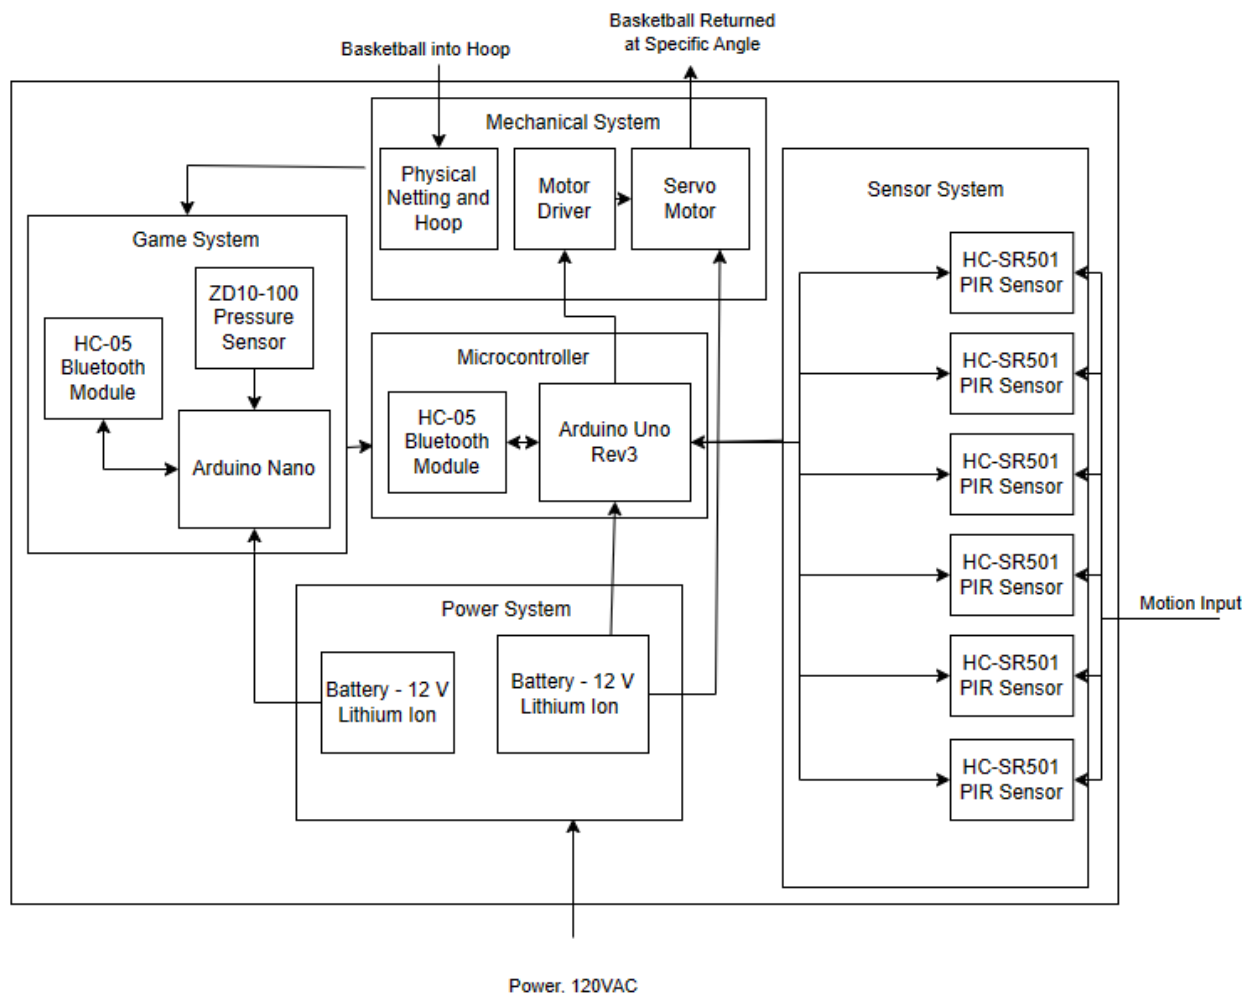 Basketball Returned
at Specific Angle
Basketball into Hoop
Mechanical System
Physical
Netting and
Hoop
Motor
Driver
Servo
Motor
Sensor System
HC-SR501
PIR Sensor
HC-SR501
PIR Sensor
HC-SR501
PIR Sensor
HC-SR501
PIR Sensor
HC-SR501
PIR Sensor
HC-SR501
PIR Sensor
Game System
ZD10-100
Pressure
Sensor
HC-05
Bluetooth
Module
Arduino Nano
Microcontroller
HC-05
Bluetooth
Module
Arduino Uno
Rev3
Power System
Battery - 12 V
Lithium Ion
Battery - 12 V
Lithium Ion
Motion Input
Power. 120VAC